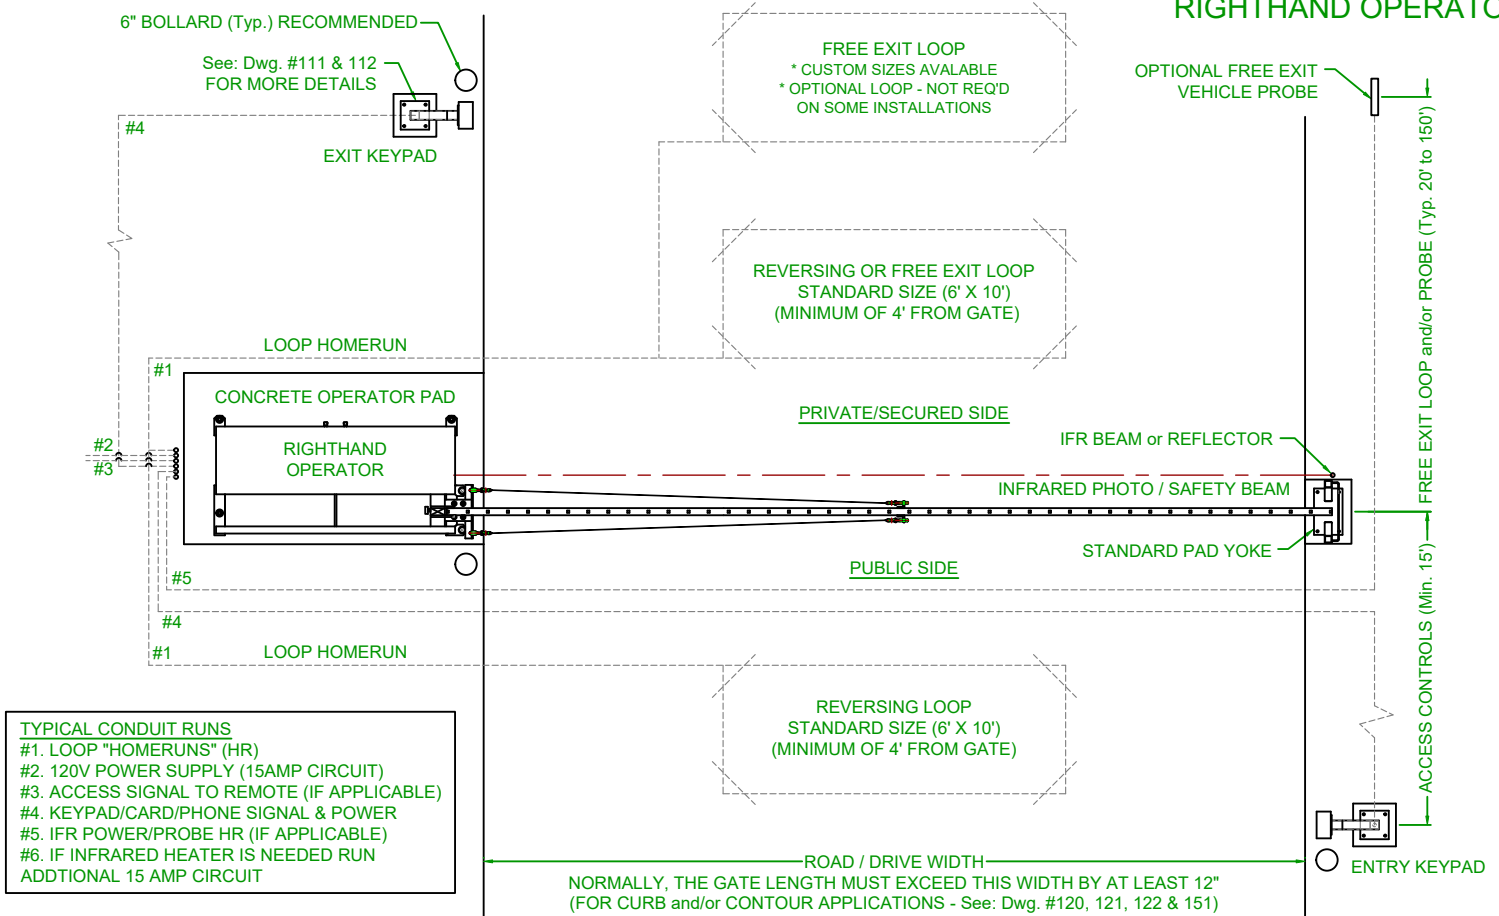 RIGHTHAND OPERATO
6" BOLLARD (Typ.) RECOMMENDED
See: Dwg. #111 & 112
FOR MORE DETAILS
#4
EXIT KEYPAD
FREE EXIT LOOP
* CUSTOM SIZES AVALABLE
* OPTIONAL LOOP - NOT REQ'D
ON SOME INSTALLATIONS
OPTIONAL FREE EXIT
VEHICLE PROBE
FREE EXIT LOOP and/or PROBE (Typ. 20' to 150')
REVERSING OR FREE EXIT LOOP
STANDARD SIZE (6' X 10')
(MINIMUM OF 4' FROM GATE)
LOOP HOMERUN
#1
CONCRETE OPERATOR PAD
RIGHTHAND
OPERATOR
#2
#3
PRIVATE/SECURED SIDE
IFR BEAM or REFLECTOR
INFRARED PHOTO / SAFETY BEAM
STANDARD PAD YOKE
PUBLIC SIDE
#5
#4
#1
LOOP HOMERUN
ACCESS CONTROLS (Min. 15')
REVERSING LOOP
STANDARD SIZE (6' X 10')
(MINIMUM OF 4' FROM GATE)
TYPICAL CONDUIT RUNS
#1. LOOP "HOMERUNS" (HR)
#2. 120V POWER SUPPLY (15AMP CIRCUIT)
#3. ACCESS SIGNAL TO REMOTE (IF APPLICABLE)
#4. KEYPAD/CARD/PHONE SIGNAL & POWER
#5. IFR POWER/PROBE HR (IF APPLICABLE)
#6. IF INFRARED HEATER IS NEEDED RUN
ADDTIONAL 15 AMP CIRCUIT
ENTRY KEYPAD
ROAD / DRIVE WIDTH
NORMALLY, THE GATE LENGTH MUST EXCEED THIS WIDTH BY AT LEAST 12"
(FOR CURB and/or CONTOUR APPLICATIONS - See: Dwg. #120, 121, 122 & 151)